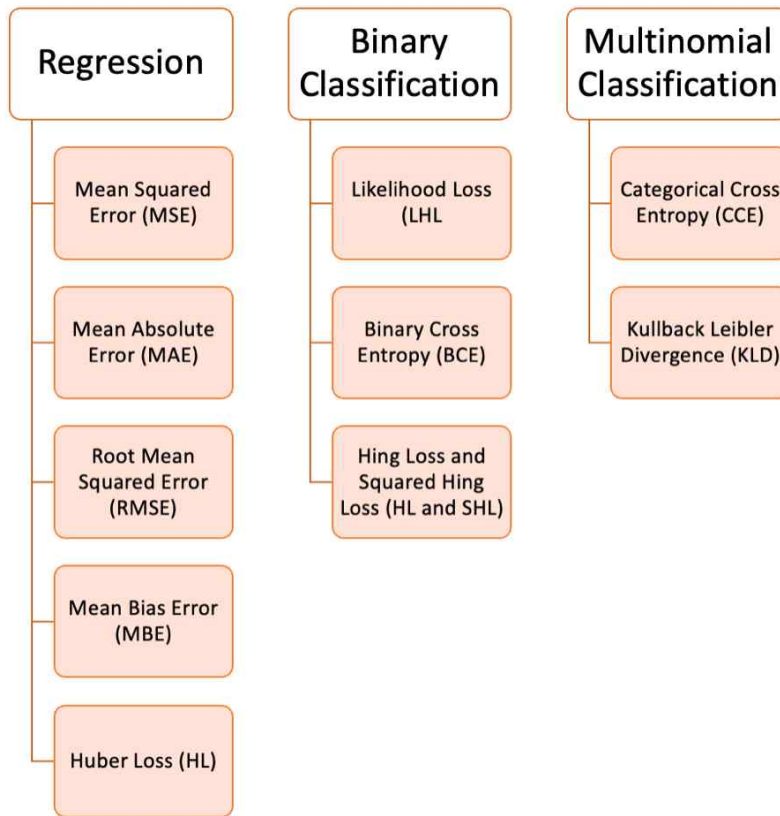 Regression
Mean Squared
Error (MSE)
Mean Absolute
Error (MAE)
Root Mean
Squared Error
(RMSE)
Mean Bias Error
(MBE)
Huber Loss (HL)
Binary
Classification
Likelihood Loss
(LHL
Binary Cross
Entropy (BCE)
Hing Loss and
Squared Hing
Loss (HL and SHL)
Multinomial
Classification
Categorical Cross
Entropy (CCE)
Kullback Leibler
Divergence (KLD)